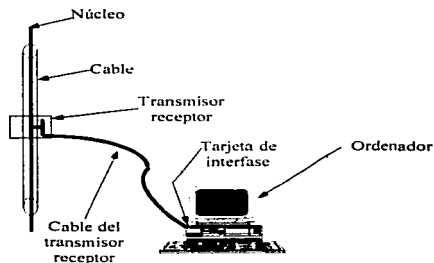 Núcleo
Cable
Transmisor
receptor
Tarjeta de
interfase
Ordenador
Cable del
transmisor
receptor